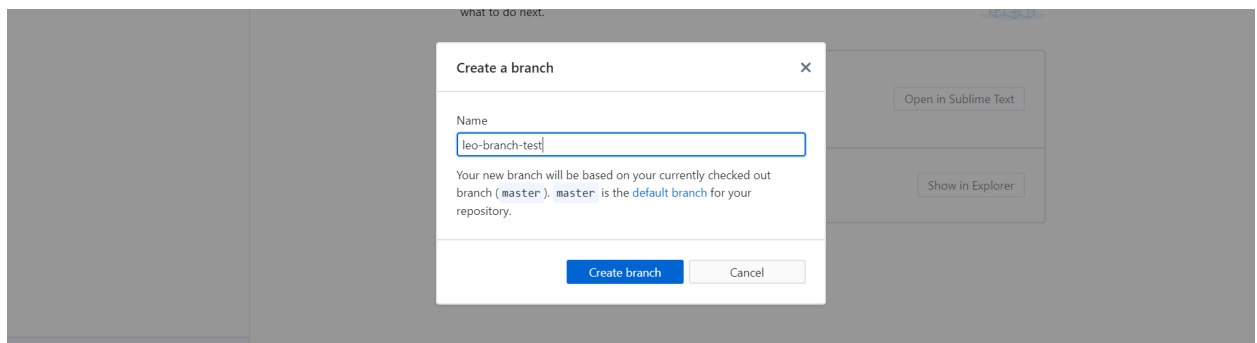 what to do next.
Create a branch
Open in Sublime Text
Name
leo-branch-test
Your new branch will be based on your currently checked out
branch ( master ). master is the default branch for your
repository.
Show in Explorer
Create branch
Cancel